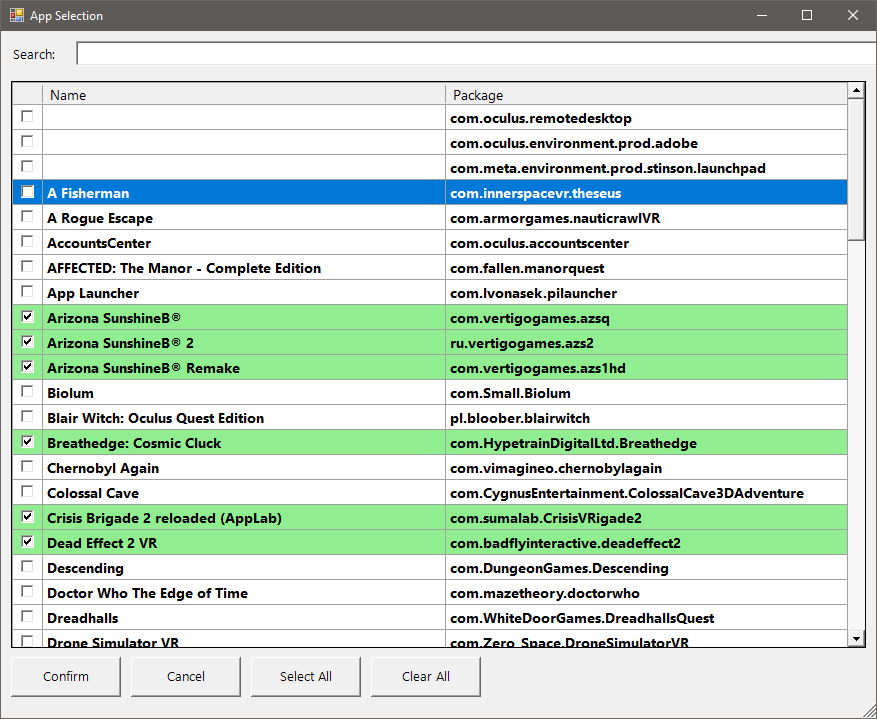 App Selection
Search:
Name Package
com.oculus.remotedesktop
com.oculus.environment.prod.adobe
com.meta.environment.prod.stinson.launchpad
A Fisherman com.innerspacevr.theseus
A Rogue Escape com.armorgames.nauticrawlVR
AccountsCenter com.oculus.accountscenter
AFFECTED: The Manor - Complete Edition com.fallen.manorquest
App Launcher com.lvonasek.pilauncher
Arizona SunshineВ® com.vertigogames.azsq
Arizona SunshineВ® 2 ru.vertigogames.azs2
Arizona SunshineВ® Remake com.vertigogames.azs1hd
Biolum com.Small.Biolum
Blair Witch: Oculus Quest Edition pl.bloober.blairwitch
Breathedge: Cosmic Cluck com.HypetrainDigitalLtd.Breathedge
Chernobyl Again com.vimagineo.chernobylagain
Colossal Cave com.CygnusEntertainment.ColossalCave3DAdventure
Crisis Brigade 2 reloaded (AppLab) com.sumalab.CrisisVRigade2
Dead Effect 2 VR com.badflyinteractive.deadeffect2
Descending com.DungeonGames.Descending
Doctor Who The Edge of Time com.mazetheory.doctorwho
Dreadhalls com.WhiteDoorGames.DreadhallsQuest
Drone Simulator VR com.Zero_Space.DroneSimulatorVR
Confirm Cancel Select All Clear All